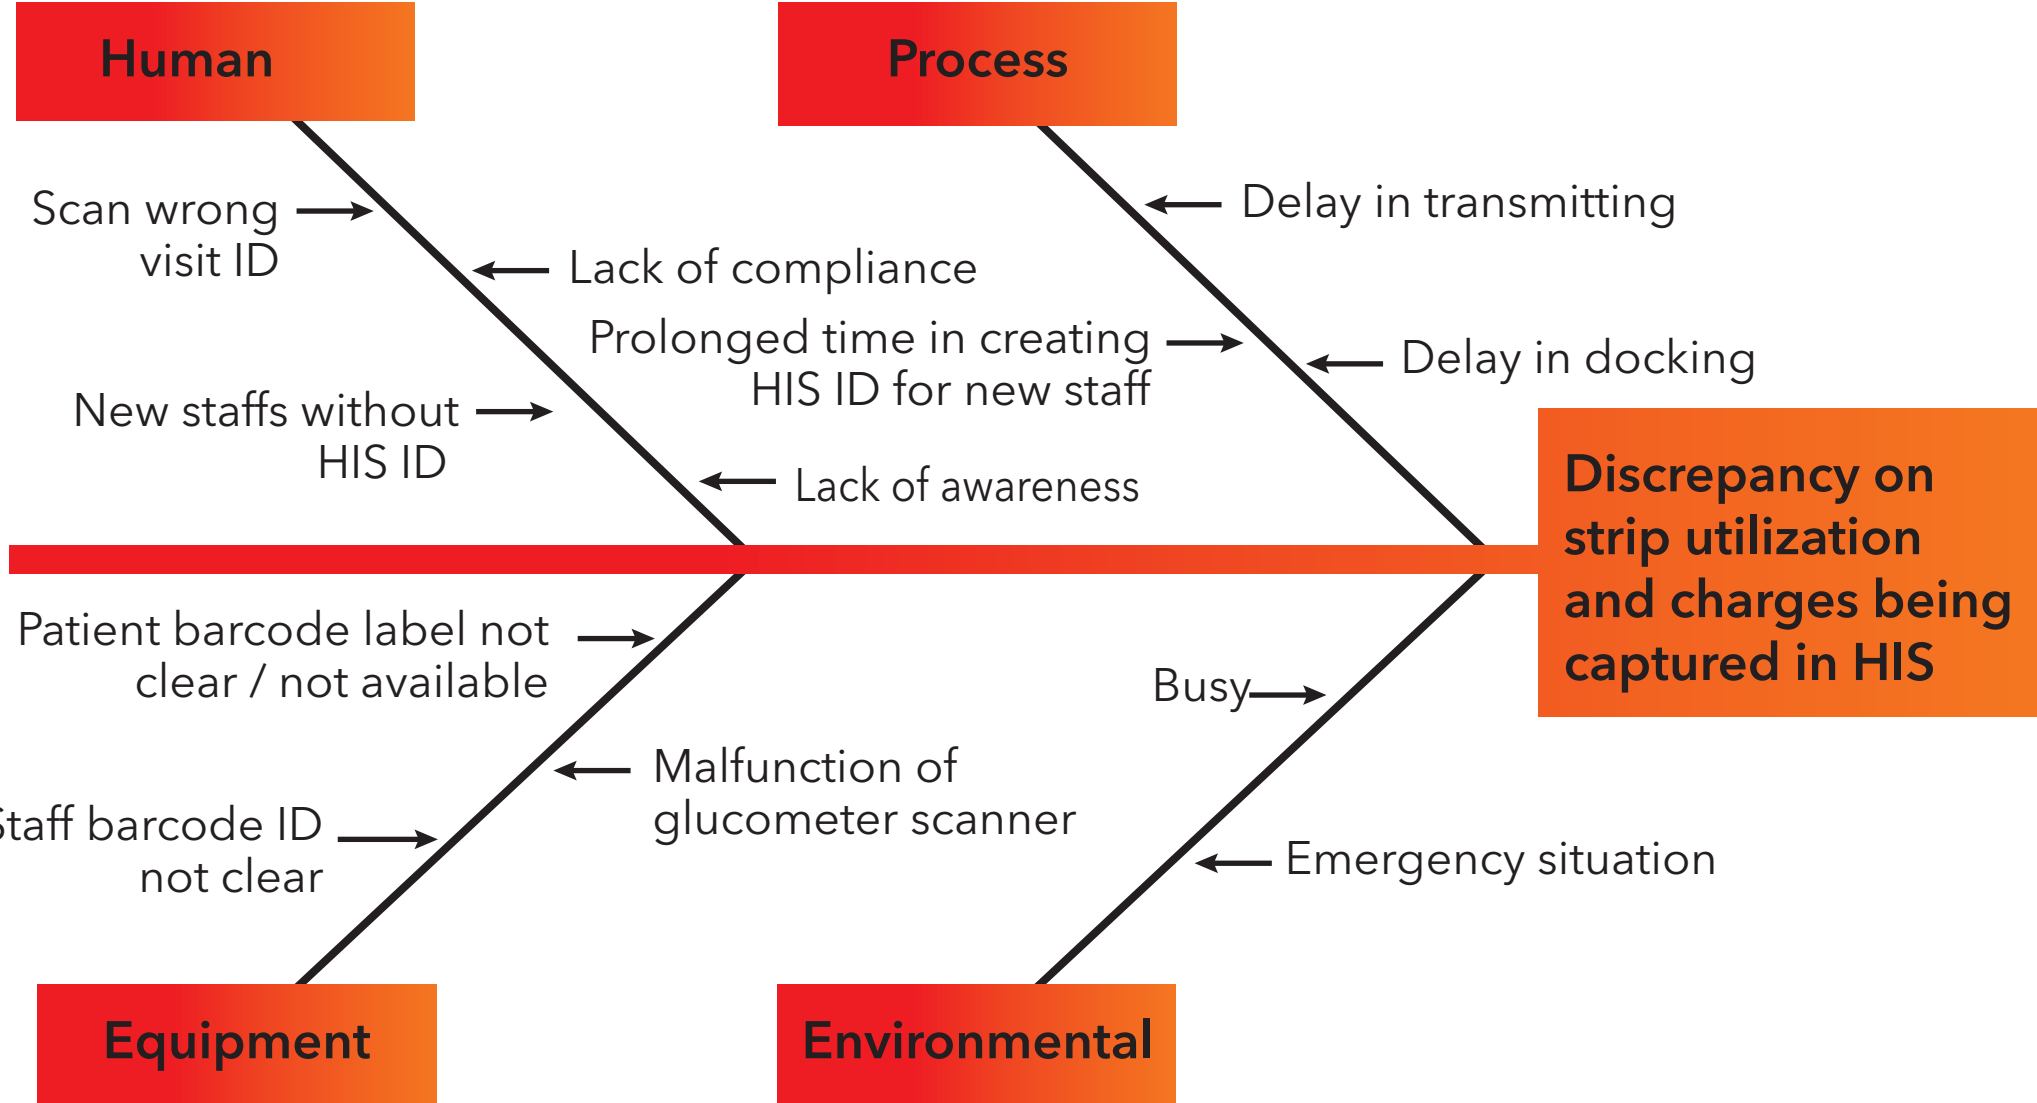 Human
Process
Scan wrong
visit ID
Lack of compliance
New staffs without
HIS ID
Lack of awareness
Delay in transmitting
Prolonged time in creating
HIS ID for new staff
Delay in docking
Discrepancy on
strip utilization
and charges being
captured in HIS
Patient barcode label not
clear / not available
Malfunction of
glucometer scanner
Staff barcode ID
not clear
Busy
Emergency situation
Equipment
Environmental